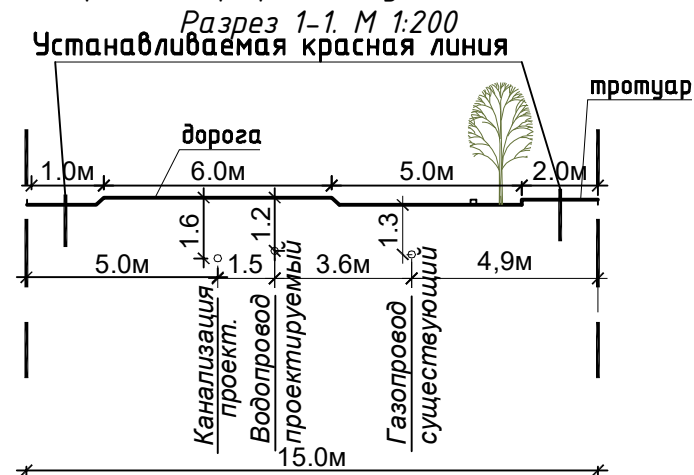 Разрез 1-1. М 1:200
Устанавливаемая красная линия
тротуар
дорога
1.0м
6.0м
5.0м
2.0м
1.6
1.2
1.3
5.0м
1.5
3.6м
4,9м
Канализация
проект.
Водопровод
проектируемый
Газопровод
существующий
15.0м